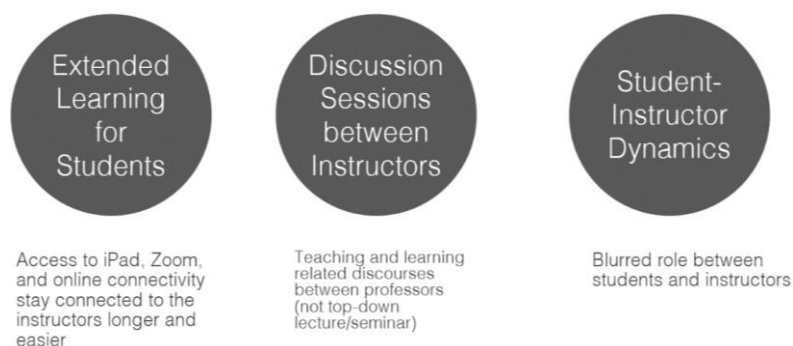 Extended
Learning
for
Students
Discussion
Sessions
between
Instructors
Student-
Instructor
Dynamics
Access to iPad, Zoom,
and online connectivity
stay connected to the
instructors longer and
easier
Teaching and learning
related discourses
between professors
(not top-down
lecture/seminar)
Blurred role between
students and instructors